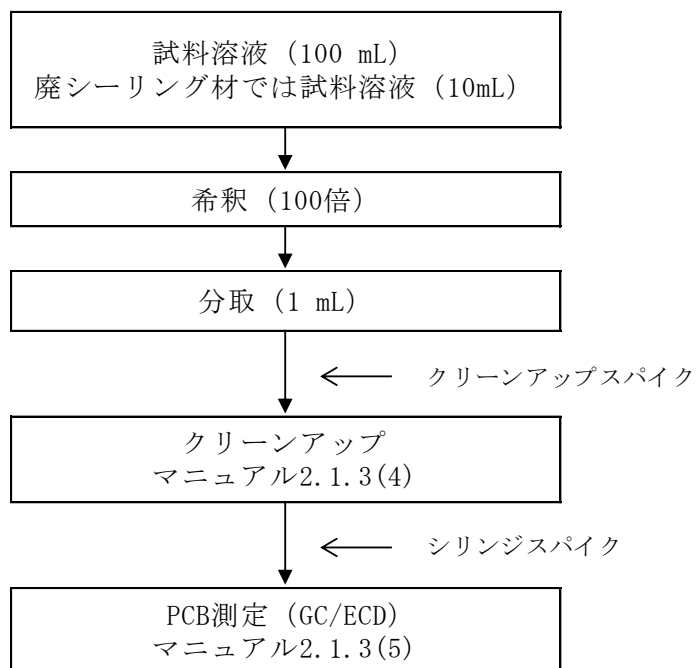 試料溶液 (100 mL)
廃シーリング材では試料溶液 (10mL)
希釈 (100倍)
分取 (1 mL)
クリーンアップスパイク
クリーンアップ
マニュアル2.1.3(4)
シリンジスパイク
PCB測定 (GC/ECD)
マニュアル2.1.3(5)